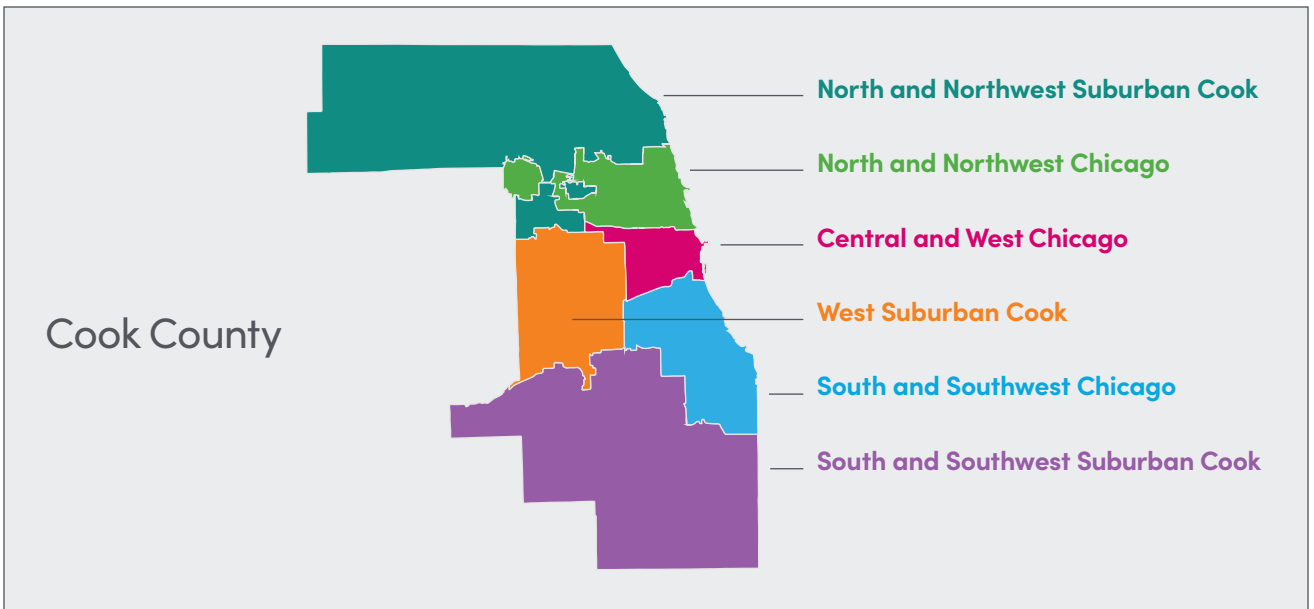 North and Northwest Suburban Cook
North and Northwest Chicago
Central and West Chicago
West Suburban Cook
Cook County
South and Southwest Chicago
South and Southwest Suburban Cook